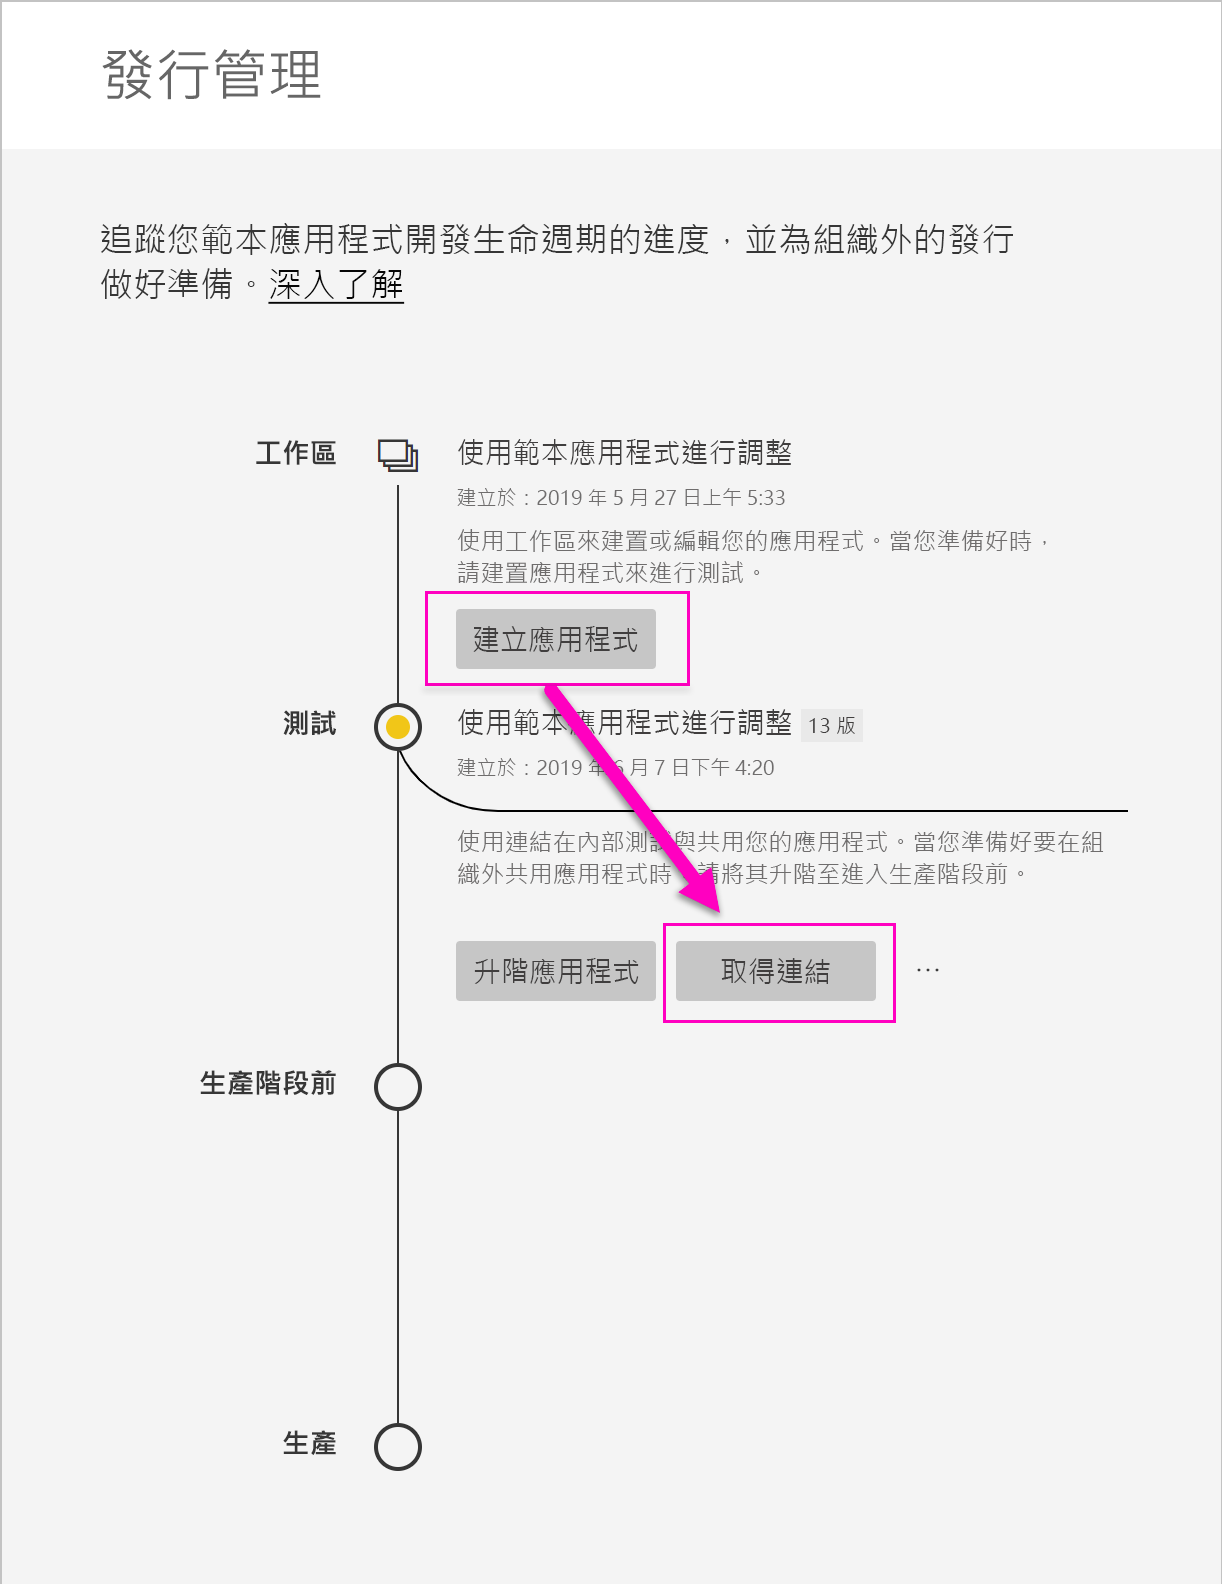 發行管理
追蹤您範本應用程式開發生命週期的進度，並為組織外的發行
做好準備。深入了解
工作區
使用範本應用程式進行調整
建立於：2019 年 5 月 27 日上午 5:33
使用工作區來建置或編輯您的應用程式。當您準備好時，
請建置應用程式來進行測試。
建立應用程式
測試
使用範本應用程式進行調整 13 版
建立於：2019 年 6 月 7 日下午 4:20
使用連結在內部測試與共用您的應用程式。當您準備好要在組
織外共用應用程式時，請將其升階至進入生產階段前。
升階應用程式 取得連結 ...
生產階段前
生產